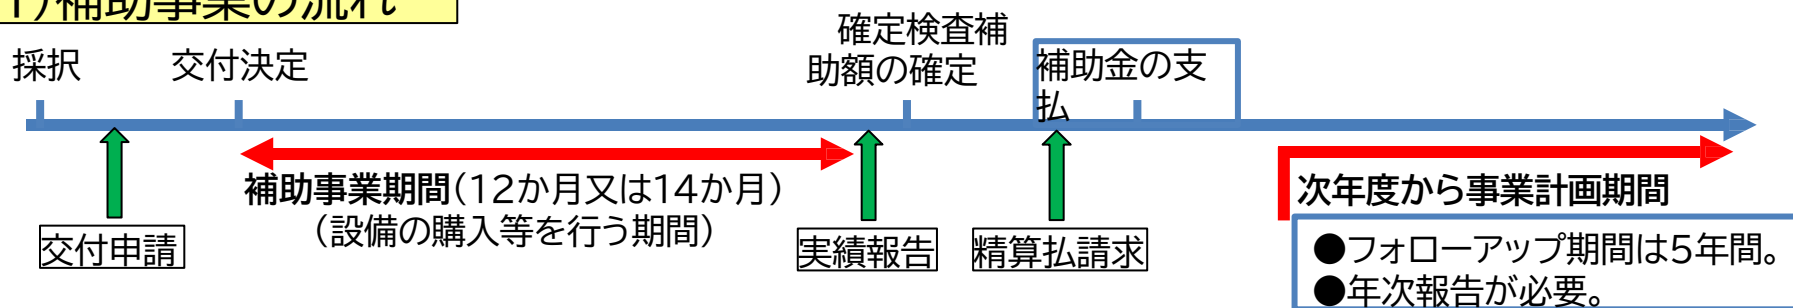 1)補助事業の流れ
採択
交付決定
確定検査補
助額の確定
補助金の支
払
補助事業期間(12か月又は14か月)
(設備の購入等を行う期間)
次年度から事業計画期間
交付申請
実績報告
精算払請求
●フォローアップ期間は5年間。
●年次報告が必要。